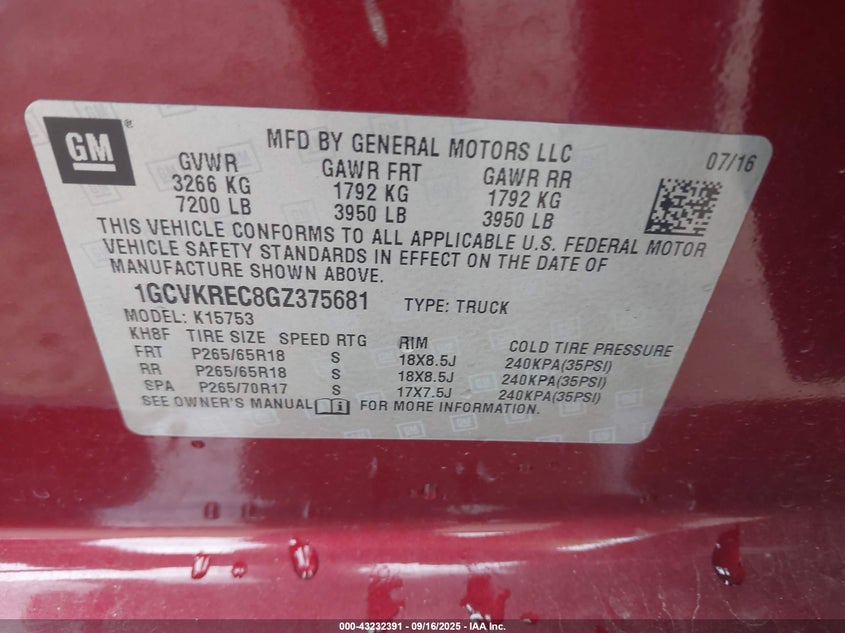 GM®
MFD BY GENERAL MOTORS LLC
07/16
GVWR GAWR FRT GAWR RR
3266 KG 1792 KG 1792 KG
7200 LB 3950 LB 3950 LB
THIS VEHICLE CONFORMS TO ALL APPLICABLE U.S. FEDERAL MOTOR
VEHICLE SAFETY STANDARDS IN EFFECT ON THE DATE OF
MANUFACTURE SHOWN ABOVE.
1GCVKREC8GZ375681 TYPE: TRUCK
MODEL: K15753
KH8F TIRE SIZE SPEED RTG RIM COLD TIRE PRESSURE
FRT P265/65R18 S 18X8.5J 240KPA(35PSI)
RR P265/65R18 S 18X8.5J 240KPA(35PSI)
SPA P265/70R17 S 17X7.5J 240KPA(35PSI)
SEE OWNER'S MANUAL FOR MORE INFORMATION.
000-43232391 - 09/16/2025 - IAA Inc.